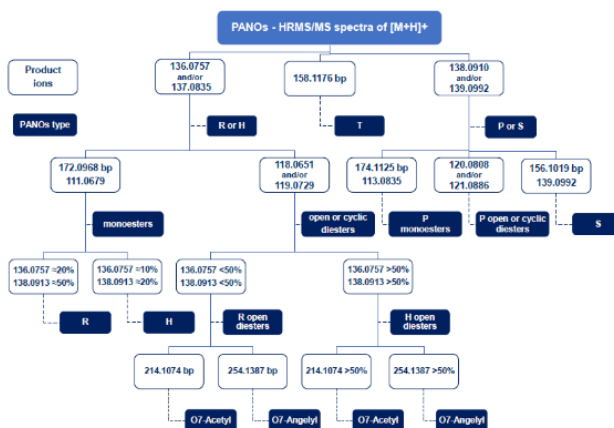 PANOs - HRMS/MS spectra of [M+H]+
Product
ions
PANOs type
136.0757
and/or
137.0835
158.1176 bp
138.0910
and/or
139.0992
R or H
T
P or S
172.0968 bp
111.0679
118.0651
and/or
119.0729
174.1125 bp
113.0835
120.0808
and/or
121.0886
156.1019 bp
139.0992
monoesters
open or cyclic
diesters
P
monoesters
P open or cyclic
diesters
S
136.0757 ≈20%
138.0913 ≈50%
136.0757 ≈10%
138.0913 ≈20%
136.0757 <50%
138.0913 <50%
136.0757 >50%
138.0913 >50%
R
H
R open
diesters
H open
diesters
214.1074 bp
254.1387 bp
214.1074 >50%
254.1387 >50%
O7-Acetyl
O7-Angelyl
O7-Acetyl
O7-Angelyl